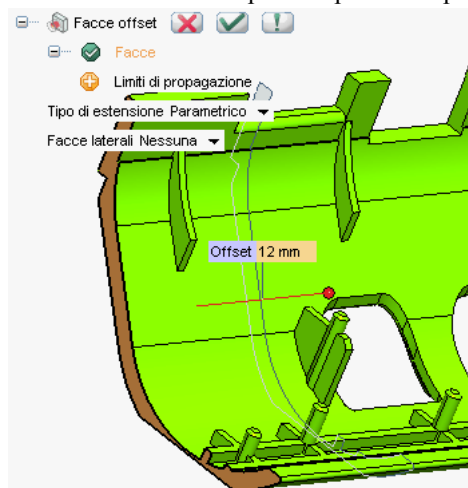 Facce offset
Facce
Limiti di propagazione
Tipo di estensione Parametrico
Facce laterali Nessuna
Offset 12 mm